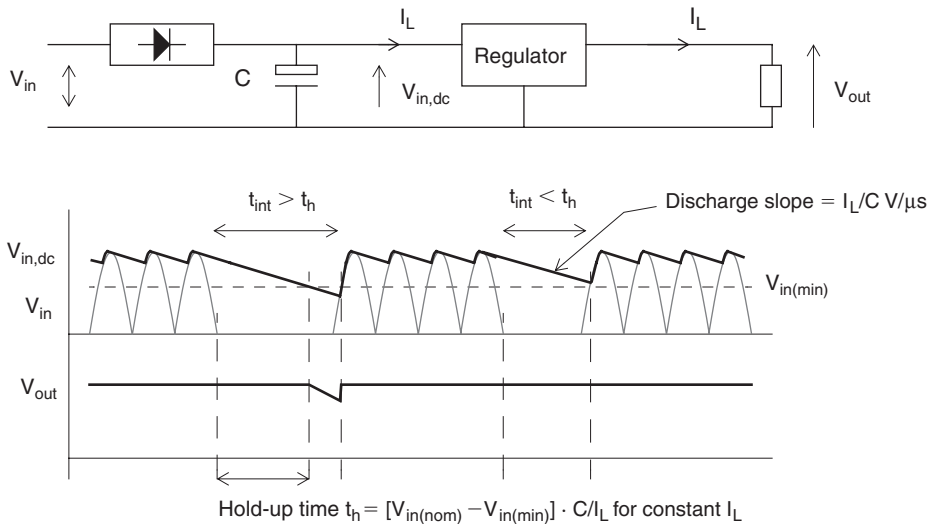 I_L
I_L
Regulator
V_in
C
V_in,dc
V_out
t_int > t_h
t_int < t_h
Discharge slope = I_L/C V/μs
V_in,dc
V_in(min)
V_in
V_out
Hold-up time t_h = [V_in(nom) – V_in(min)] · C/I_L for constant I_L